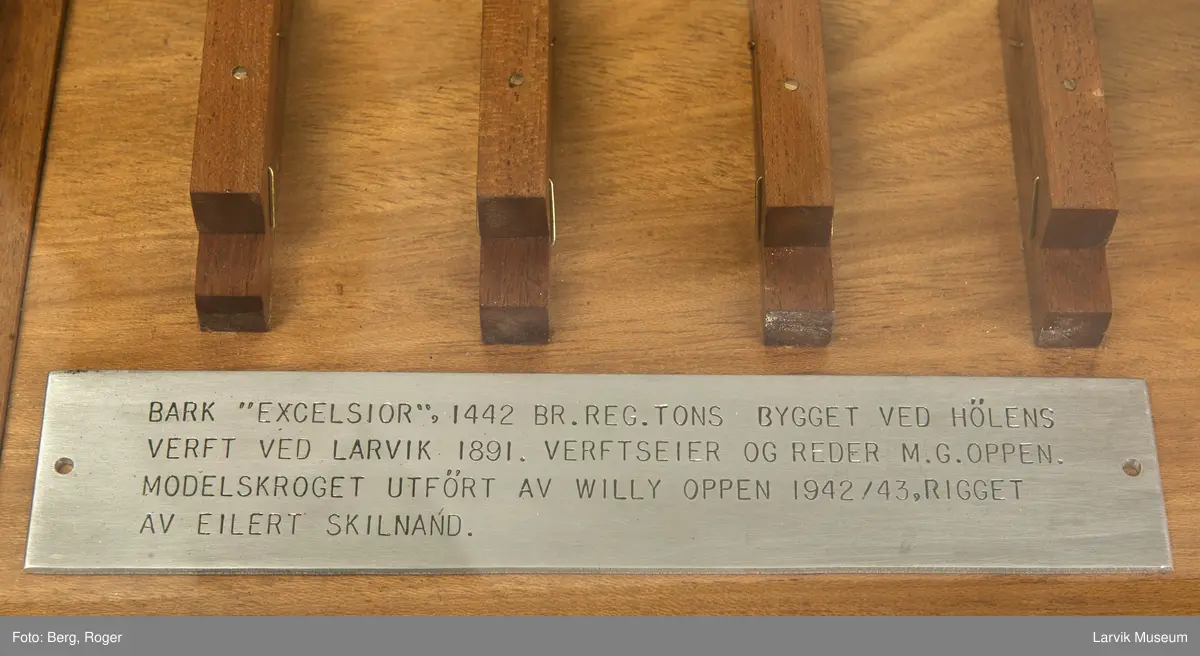 BARK "EXCELSIOR", 1442 BR.REG.TONS BYGGET VED HÖLENS
VERFT VED LARVIK 1891. VERFTSEIER OG REDER M.G.OPPEN.
MODELSKROGET UTFÖRT AV WILLY OPPEN 1942/43,RIGGET
AV EILERT SKILNAND.
Foto: Berg, Roger
Larvik Museum